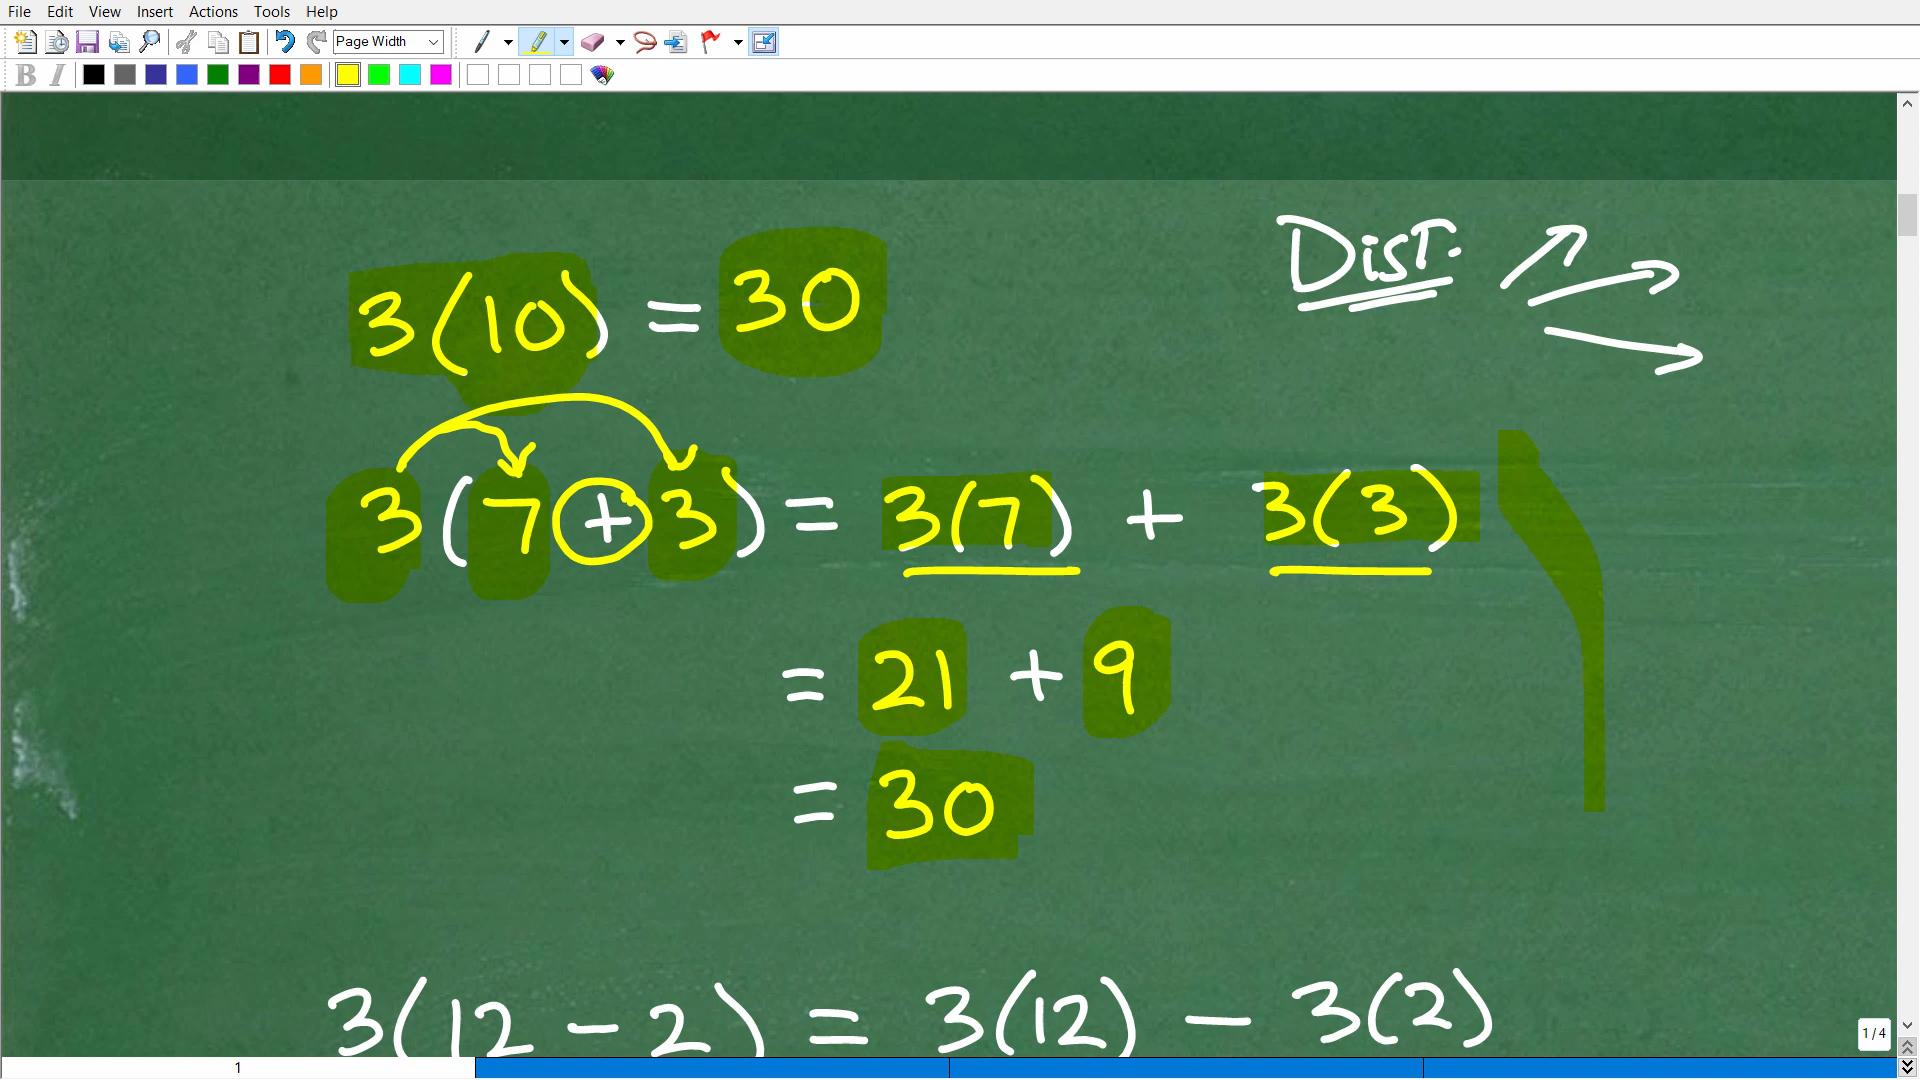 File Edit View Insert Actions Tools Help
Page Width
B I
3(10) = 30
Dist.
3(7+3) = 3(7) + 3(3)
= 21 + 9
= 30
3(12-2) = 3(12) - 3(2)
1/4
1